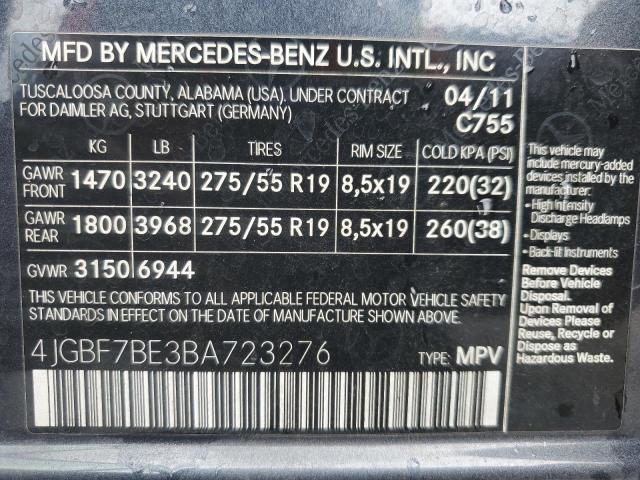 MFD BY MERCEDES-BENZ U.S. INTL., INC
TUSCALOOSA COUNTY, ALABAMA (USA). UNDER CONTRACT
FOR DAIMLER AG, STUTTGART (GERMANY)
04/11
C755
KG LB TIRES RIM SIZE COLD KPA (PSI)
GAWR FRONT 1470 3240 275/55 R19 8,5x19 220(32)
GAWR REAR 1800 3968 275/55 R19 8,5x19 260(38)
GVWR 3150 6944
THIS VEHICLE CONFORMS TO ALL APPLICABLE FEDERAL MOTOR VEHICLE SAFETY
STANDARDS IN EFFECT ON THE DATE OF MANUFACTURE SHOWN ABOVE.
4JGBF7BE3BA723276 TYPE: MPV
This vehicle may
include mercury-added
devices installed by the
manufacturer:
• High Intensity
Discharge Headlamps
• Displays
• Back-lit Instruments
Remove Devices
Before Vehicle
Disposal.
Upon Removal of
Devices Please
Reuse, Recycle or
Dispose as
Hazardous Waste.